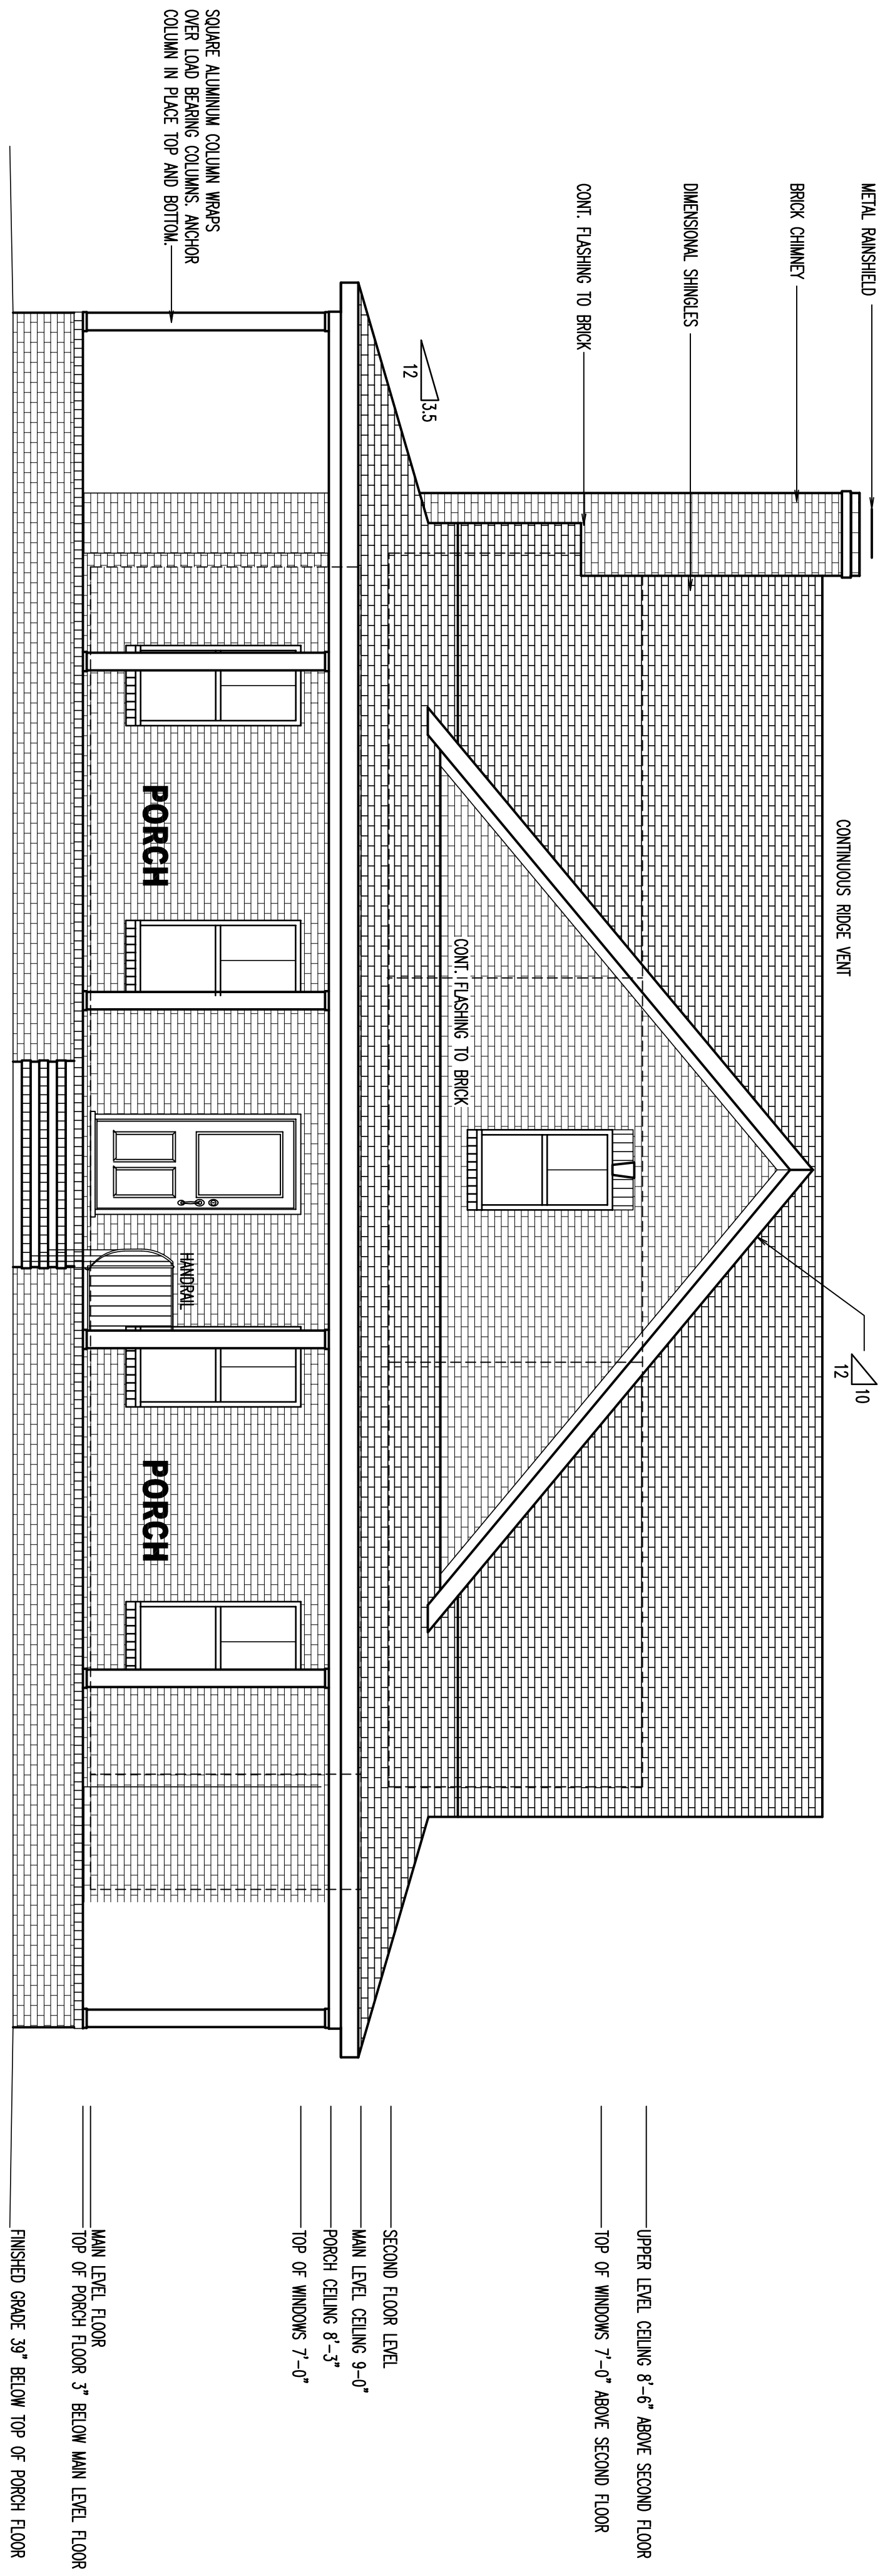 METAL RAINSHIELD
BRICK CHIMNEY
DIMENSIONAL SHINGLES
CONT. FLASHING TO BRICK
SQUARE ALUMINUM COLUMN WRAPS
OVER LOAD BEARING COLUMNS. ANCHOR
COLUMN IN PLACE TOP AND BOTTOM.
3.5
12
CONTINUOUS RIDGE VENT
10
12
CONT. FLASHING TO BRICK
PORCH
HANDRAIL
PORCH
UPPER LEVEL CEILING 8'-6" ABOVE SECOND FLOOR
TOP OF WINDOWS 7'-0" ABOVE SECOND FLOOR
SECOND FLOOR LEVEL
MAIN LEVEL CEILING 9-0"
PORCH CEILING 8'-3"
TOP OF WINDOWS 7'-0"
MAIN LEVEL FLOOR
TOP OF PORCH FLOOR 3" BELOW MAIN LEVEL FLOOR
FINISHED GRADE 39" BELOW TOP OF PORCH FLOOR